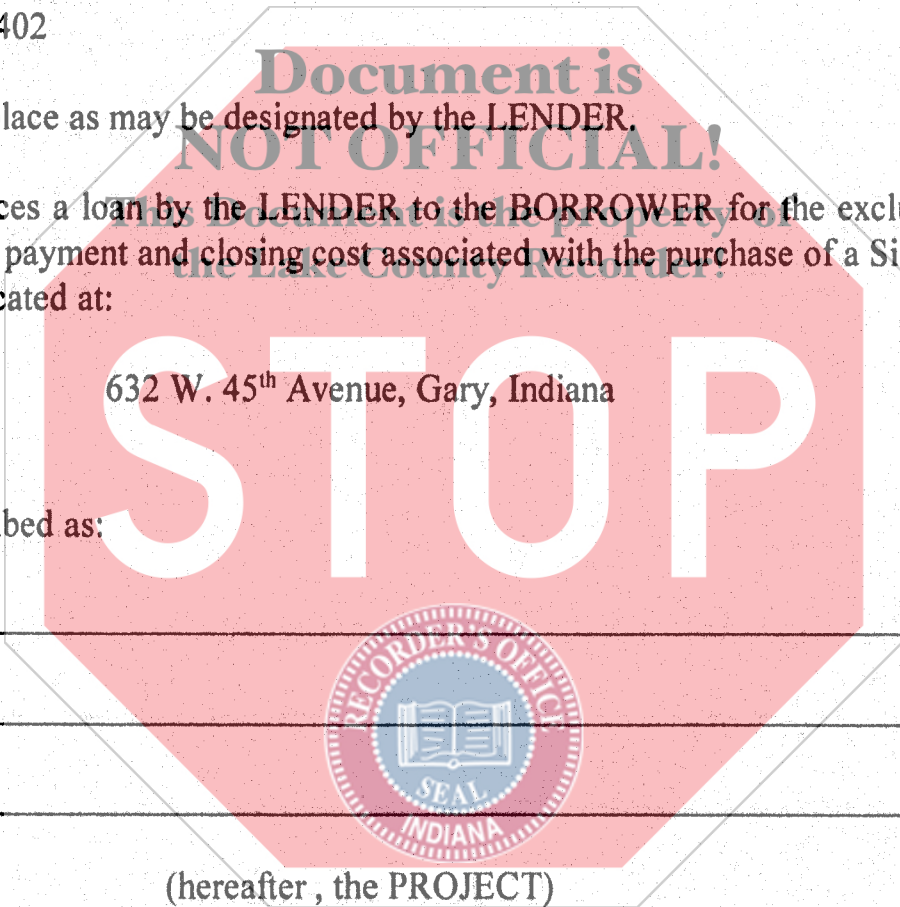 402
Document is
lace as may be designated by the LENDER.
NOT OFFICIAL!
ces a loan by the LENDER to the BORROWER for the exclu
This Document is the property of
payment and closing cost associated with the purchase of a Si
the Lake County Recorder!
cated at:
632 W. 45th Avenue, Gary, Indiana
STOP
bed as:
RECORDER'S OFFICE
SEAL
INDIANA
(hereafter , the PROJECT)